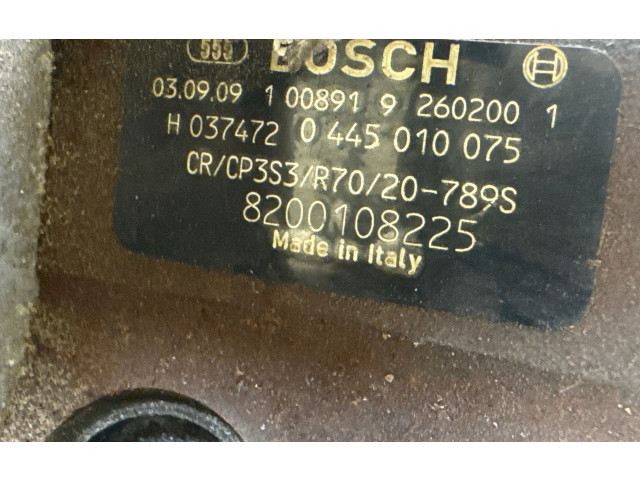 555 BOSCH
03.09.09 1 00891 9 260200 1
H 037472 0 445 010 075
CR/CP3S3/R70/20-789S
8200108225
Made in Italy